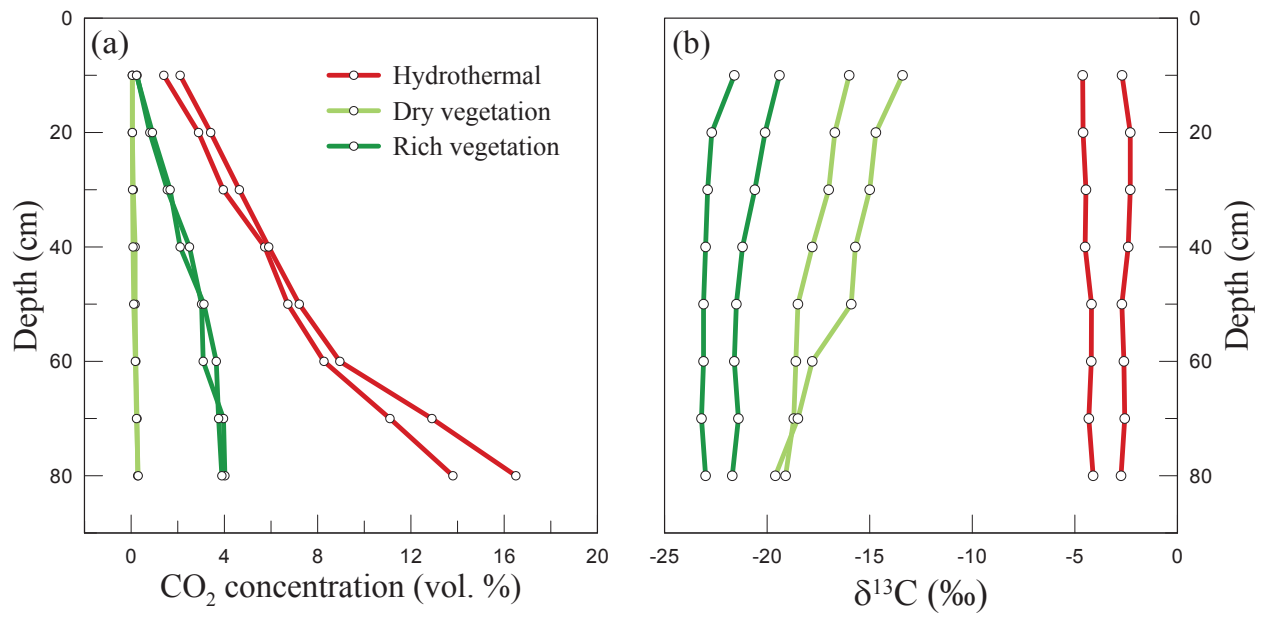 (a)
0
20
40
60
80
Depth (cm)
0 4 8 12 16 20
CO₂ concentration (vol. %)
Hydrothermal
Dry vegetation
Rich vegetation
(b)
0
20
40
60
80
Depth (cm)
-25 -20 -15 -10 -5 0
δ¹³C (‰)